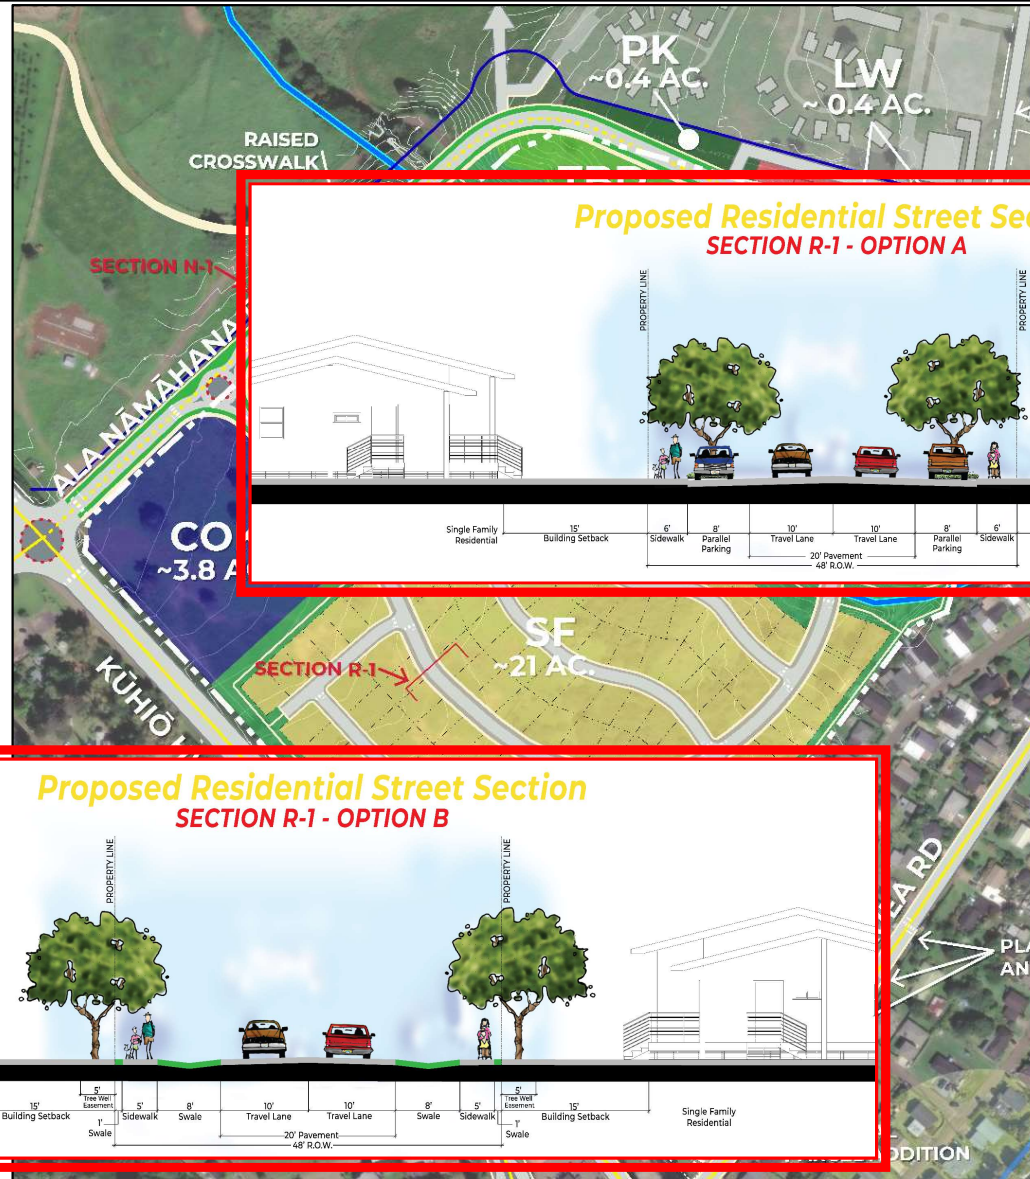 PK
~0.4 AC.
LW
~ 0.4 AC.
RAISED
CROSSWALK
SECTION N-1
ALA NĀMĀHANA
CO
~3.8 A
KŪHIŌ
Proposed Residential Street Sec
SECTION R-1 - OPTION A
PROPERTY LINE
PROPERTY LINE
Single Family
Residential
15'
Building Setback
6'
Sidewalk
8'
Parallel
Parking
10'
Travel Lane
10'
Travel Lane
8'
Parallel
Parking
6'
Sidewalk
20' Pavement
48' R.O.W.
SF
~21 AC.
SECTION R-1
Proposed Residential Street Section
SECTION R-1 - OPTION B
PROPERTY LINE
PROPERTY LINE
15'
Building Setback
5'
Tree Well
Easement
1'
Swale
5'
Sidewalk
8'
Swale
10'
Travel Lane
10'
Travel Lane
8'
Swale
5'
Sidewalk
1'
Swale
5'
Tree Well
Easement
15'
Building Setback
Single Family
Residential
20' Pavement
48' R.O.W.
EA RD
PLA
AN
DDITION